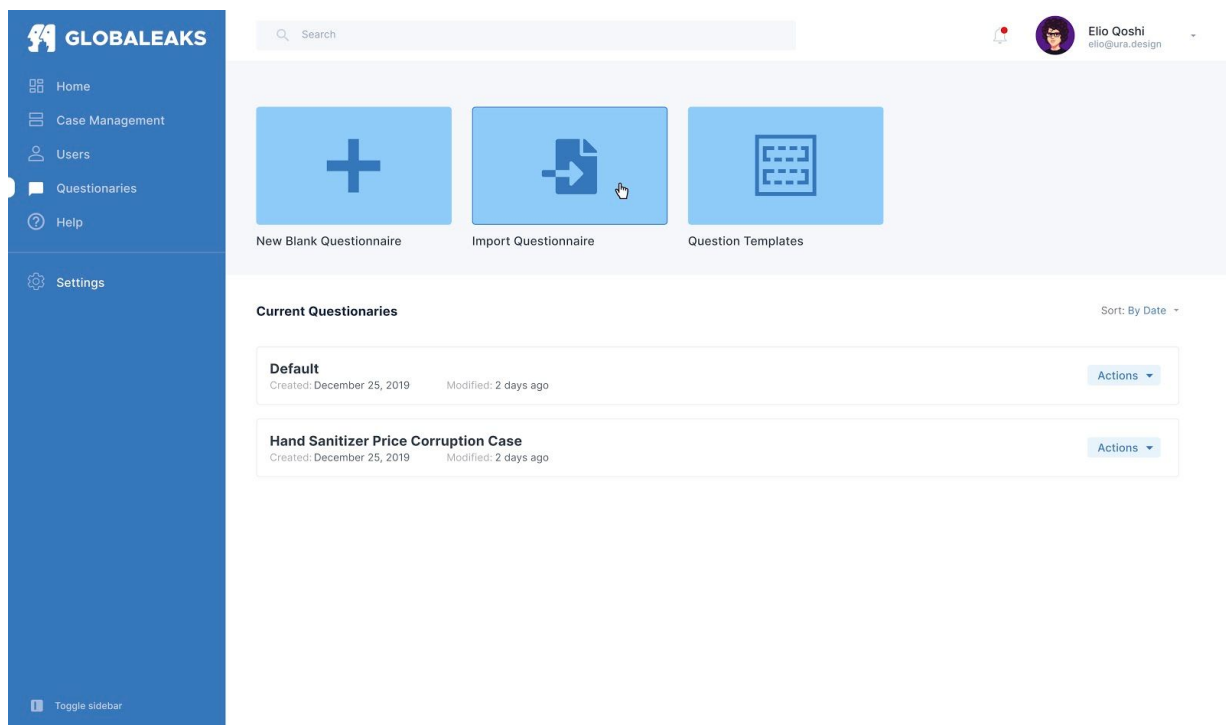 GLOBALEAKS
Search
Elio Qoshi
elio@ura.design
Home
Case Management
Users
Questionaries
Help
Settings
Toggle sidebar
New Blank Questionnaire
Import Questionnaire
Question Templates
Current Questionaries
Sort: By Date
Default
Created: December 25, 2019 Modified: 2 days ago
Actions
Hand Sanitizer Price Corruption Case
Created: December 25, 2019 Modified: 2 days ago
Actions